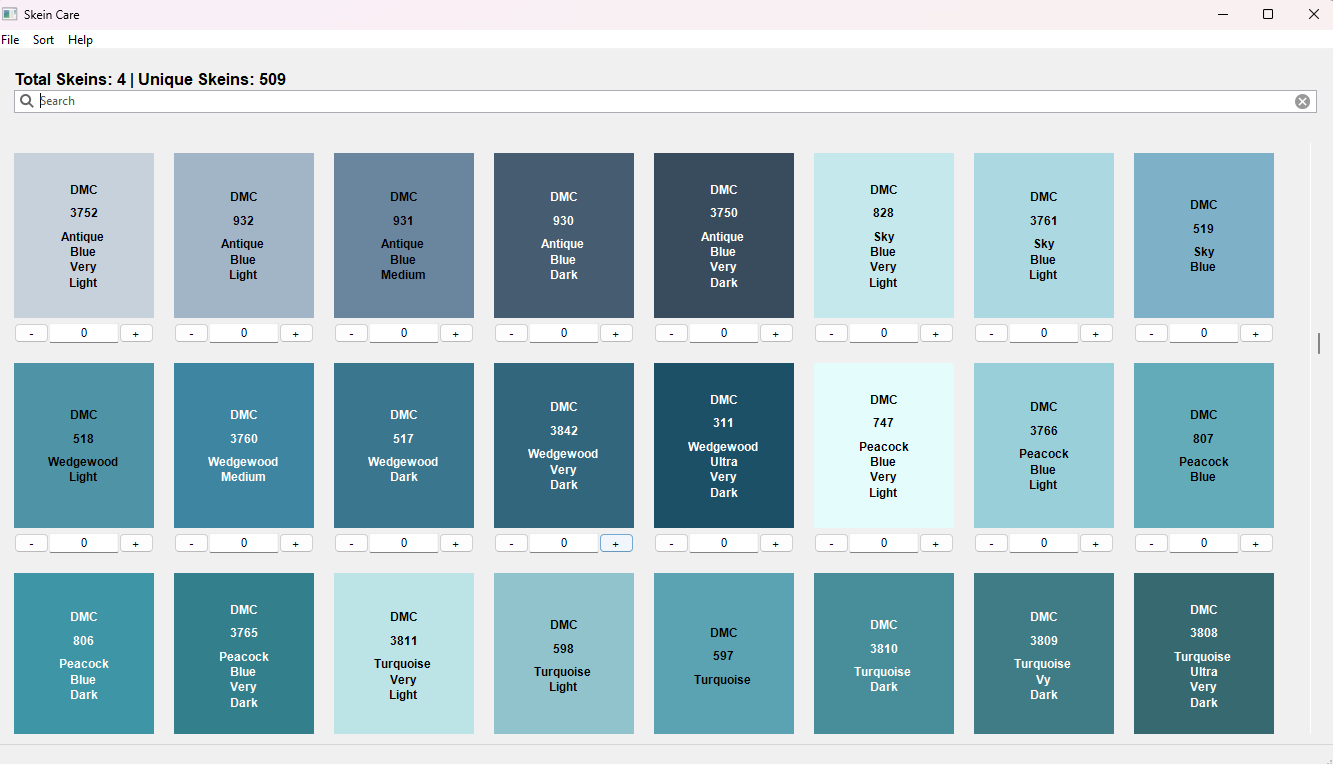 Skein Care
File Sort Help
Total Skeins: 4 | Unique Skeins: 509
Search
DMC
3752
Antique
Blue
Very
Light
DMC
932
Antique
Blue
Light
DMC
931
Antique
Blue
Medium
DMC
930
Antique
Blue
Dark
DMC
3750
Antique
Blue
Very
Dark
DMC
828
Sky
Blue
Very
Light
DMC
3761
Sky
Blue
Light
DMC
519
Sky
Blue
- 0 +
- 0 +
- 0 +
- 0 +
- 0 +
- 0 +
- 0 +
- 0 +
DMC
518
Wedgewood
Light
DMC
3760
Wedgewood
Medium
DMC
517
Wedgewood
Dark
DMC
3842
Wedgewood
Very
Dark
DMC
311
Wedgewood
Ultra
Very
Dark
DMC
747
Peacock
Blue
Very
Light
DMC
3766
Peacock
Blue
Light
DMC
807
Peacock
Blue
- 0 +
- 0 +
- 0 +
- 0 +
- 0 +
- 0 +
- 0 +
- 0 +
DMC
806
Peacock
Blue
Dark
DMC
3765
Peacock
Blue
Very
Dark
DMC
3811
Turquoise
Very
Light
DMC
598
Turquoise
Light
DMC
597
Turquoise
DMC
3810
Turquoise
Dark
DMC
3809
Turquoise
Vy
Dark
DMC
3808
Turquoise
Ultra
Very
Dark